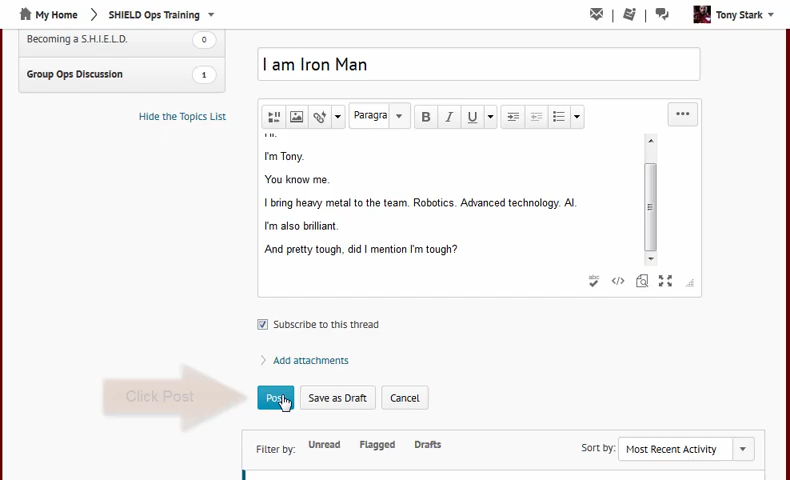 My Home > SHIELD Ops Training Tony Stark
Becoming a S.H.I.E.L.D. 0
Group Ops Discussion 1
Hide the Topics List
I am Iron Man
Paragra B I U
Hi.
I'm Tony.
You know me.
I bring heavy metal to the team. Robotics. Advanced technology. AI.
I'm also brilliant.
And pretty tough, did I mention I'm tough?
abc
Subscribe to this thread
Add attachments
Click Post
Post Save as Draft Cancel
Filter by: Unread Flagged Drafts Sort by: Most Recent Activity